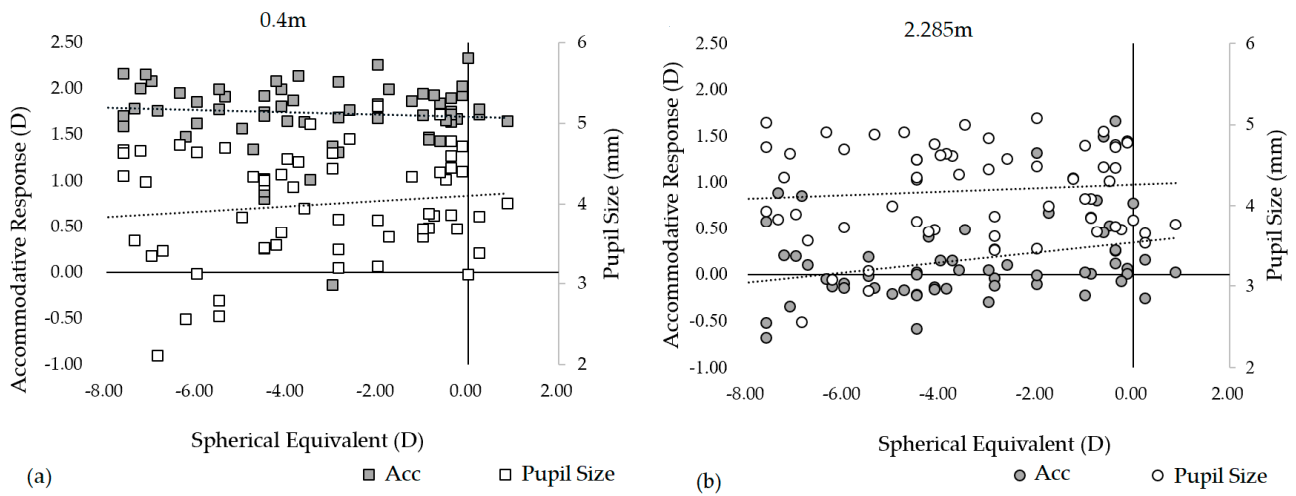 0.4m
2.50
2.00
1.50
1.00
0.50
0.00
-0.50
-1.00
Accommodative Response (D)
6
5
4
3
2
Pupil Size (mm)
-8.00 -6.00 -4.00 -2.00 0.00 2.00
Spherical Equivalent (D)
(a)
Acc Pupil Size
2.285m
2.50
2.00
1.50
1.00
0.50
0.00
-0.50
-1.00
Accommodative Response (D)
6
5
4
3
2
Pupil Size (mm)
-8.00 -6.00 -4.00 -2.00 0.00 2.00
Spherical Equivalent (D)
(b)
Acc Pupil Size